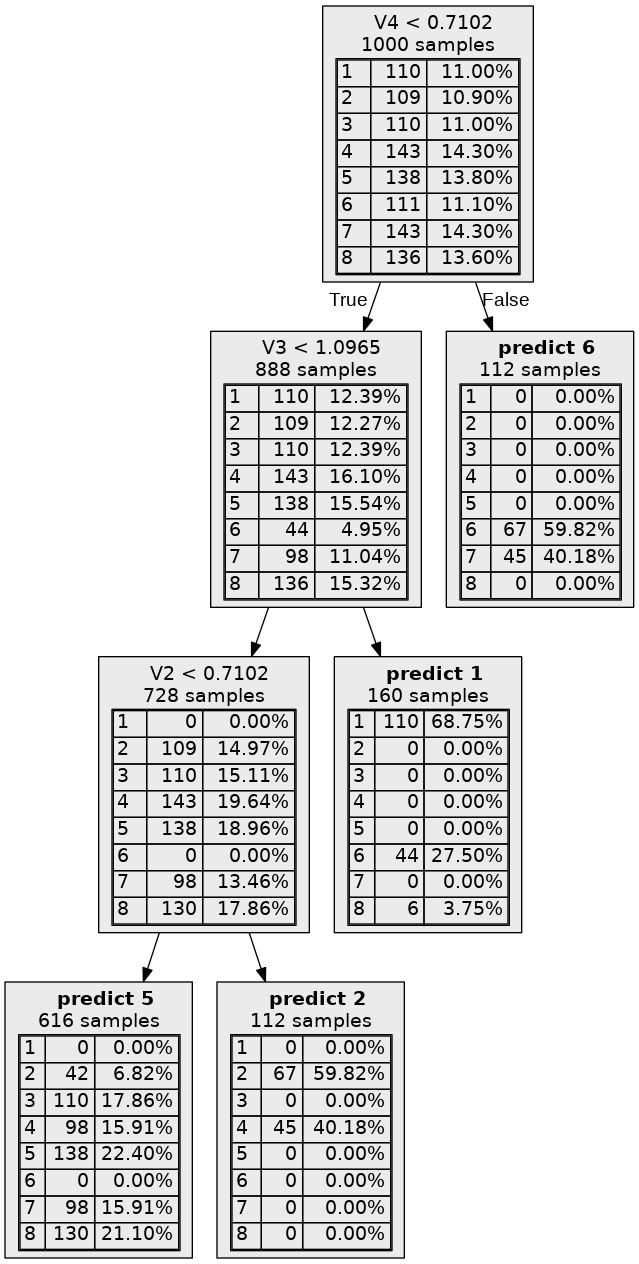 V4 < 0.7102
1000 samples
1 110 11.00%
2 109 10.90%
3 110 11.00%
4 143 14.30%
5 138 13.80%
6 111 11.10%
7 143 14.30%
8 136 13.60%
True
False
V3 < 1.0965
888 samples
1 110 12.39%
2 109 12.27%
3 110 12.39%
4 143 16.10%
5 138 15.54%
6 44 4.95%
7 98 11.04%
8 136 15.32%
predict 6
112 samples
1 0 0.00%
2 0 0.00%
3 0 0.00%
4 0 0.00%
5 0 0.00%
6 67 59.82%
7 45 40.18%
8 0 0.00%
V2 < 0.7102
728 samples
1 0 0.00%
2 109 14.97%
3 110 15.11%
4 143 19.64%
5 138 18.96%
6 0 0.00%
7 98 13.46%
8 130 17.86%
predict 1
160 samples
1 110 68.75%
2 0 0.00%
3 0 0.00%
4 0 0.00%
5 0 0.00%
6 44 27.50%
7 0 0.00%
8 6 3.75%
predict 5
616 samples
1 0 0.00%
2 42 6.82%
3 110 17.86%
4 98 15.91%
5 138 22.40%
6 0 0.00%
7 98 15.91%
8 130 21.10%
predict 2
112 samples
1 0 0.00%
2 67 59.82%
3 0 0.00%
4 45 40.18%
5 0 0.00%
6 0 0.00%
7 0 0.00%
8 0 0.00%